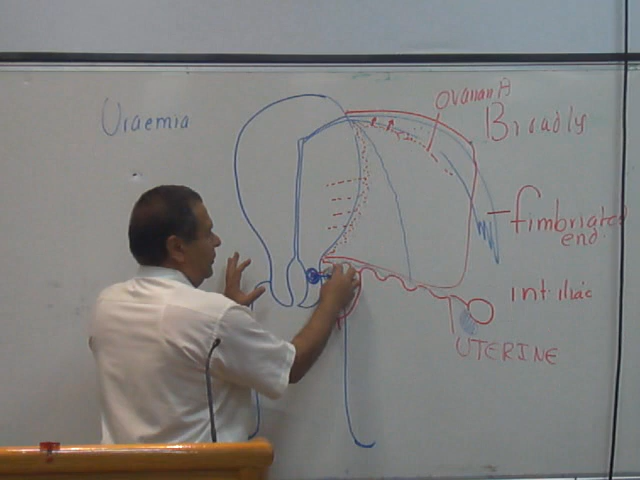 Uraemia
Ovarian A
Broadly
fimbriated
end.
int. iliac
UTERINE